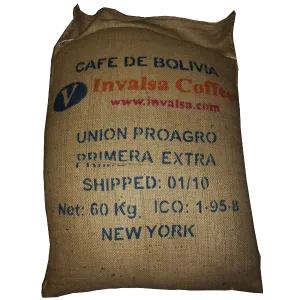 CAFE DE BOLIVIA
V Invalsa Coffee
www.invalsa.com
UNION PROAGRO
PRIMERA EXTRA
SHIPPED: 01/10
Net: 60 Kg. ICO: 1-95-8
NEW YORK